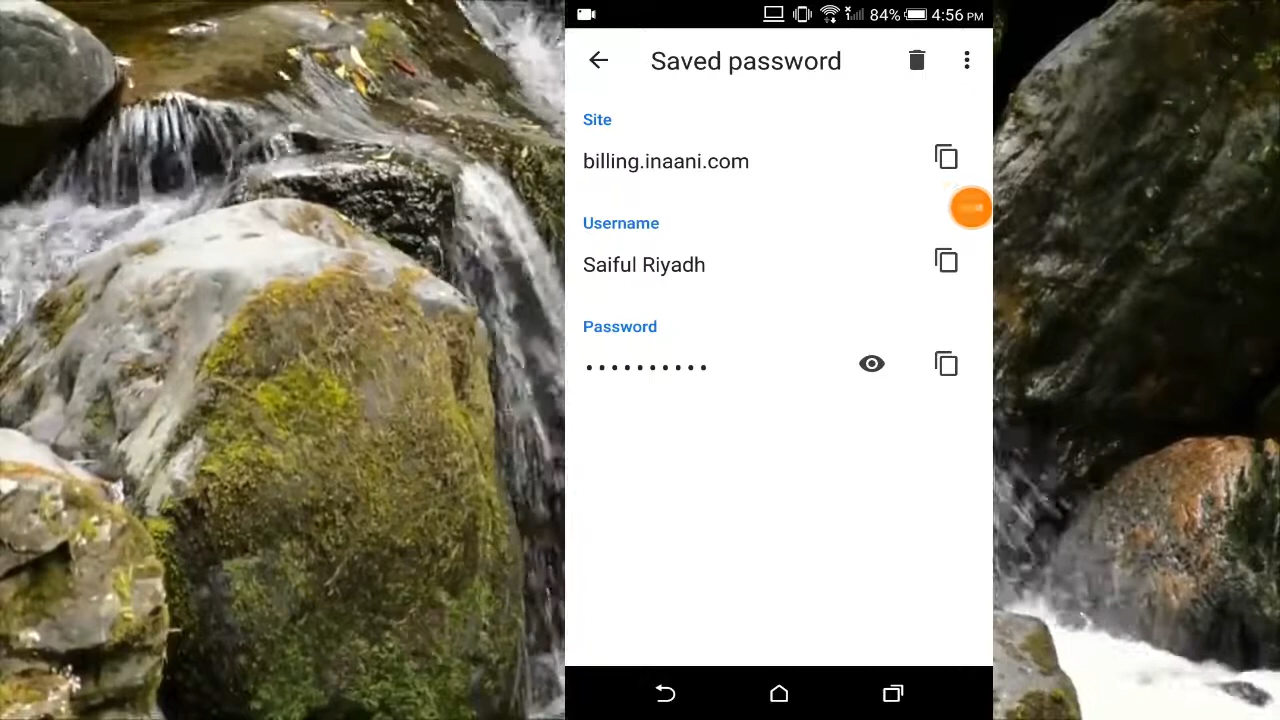 84% 4:56 PM
Saved password
Site
billing.inaani.com
Username
Saiful Riyadh
Password
••••••••••